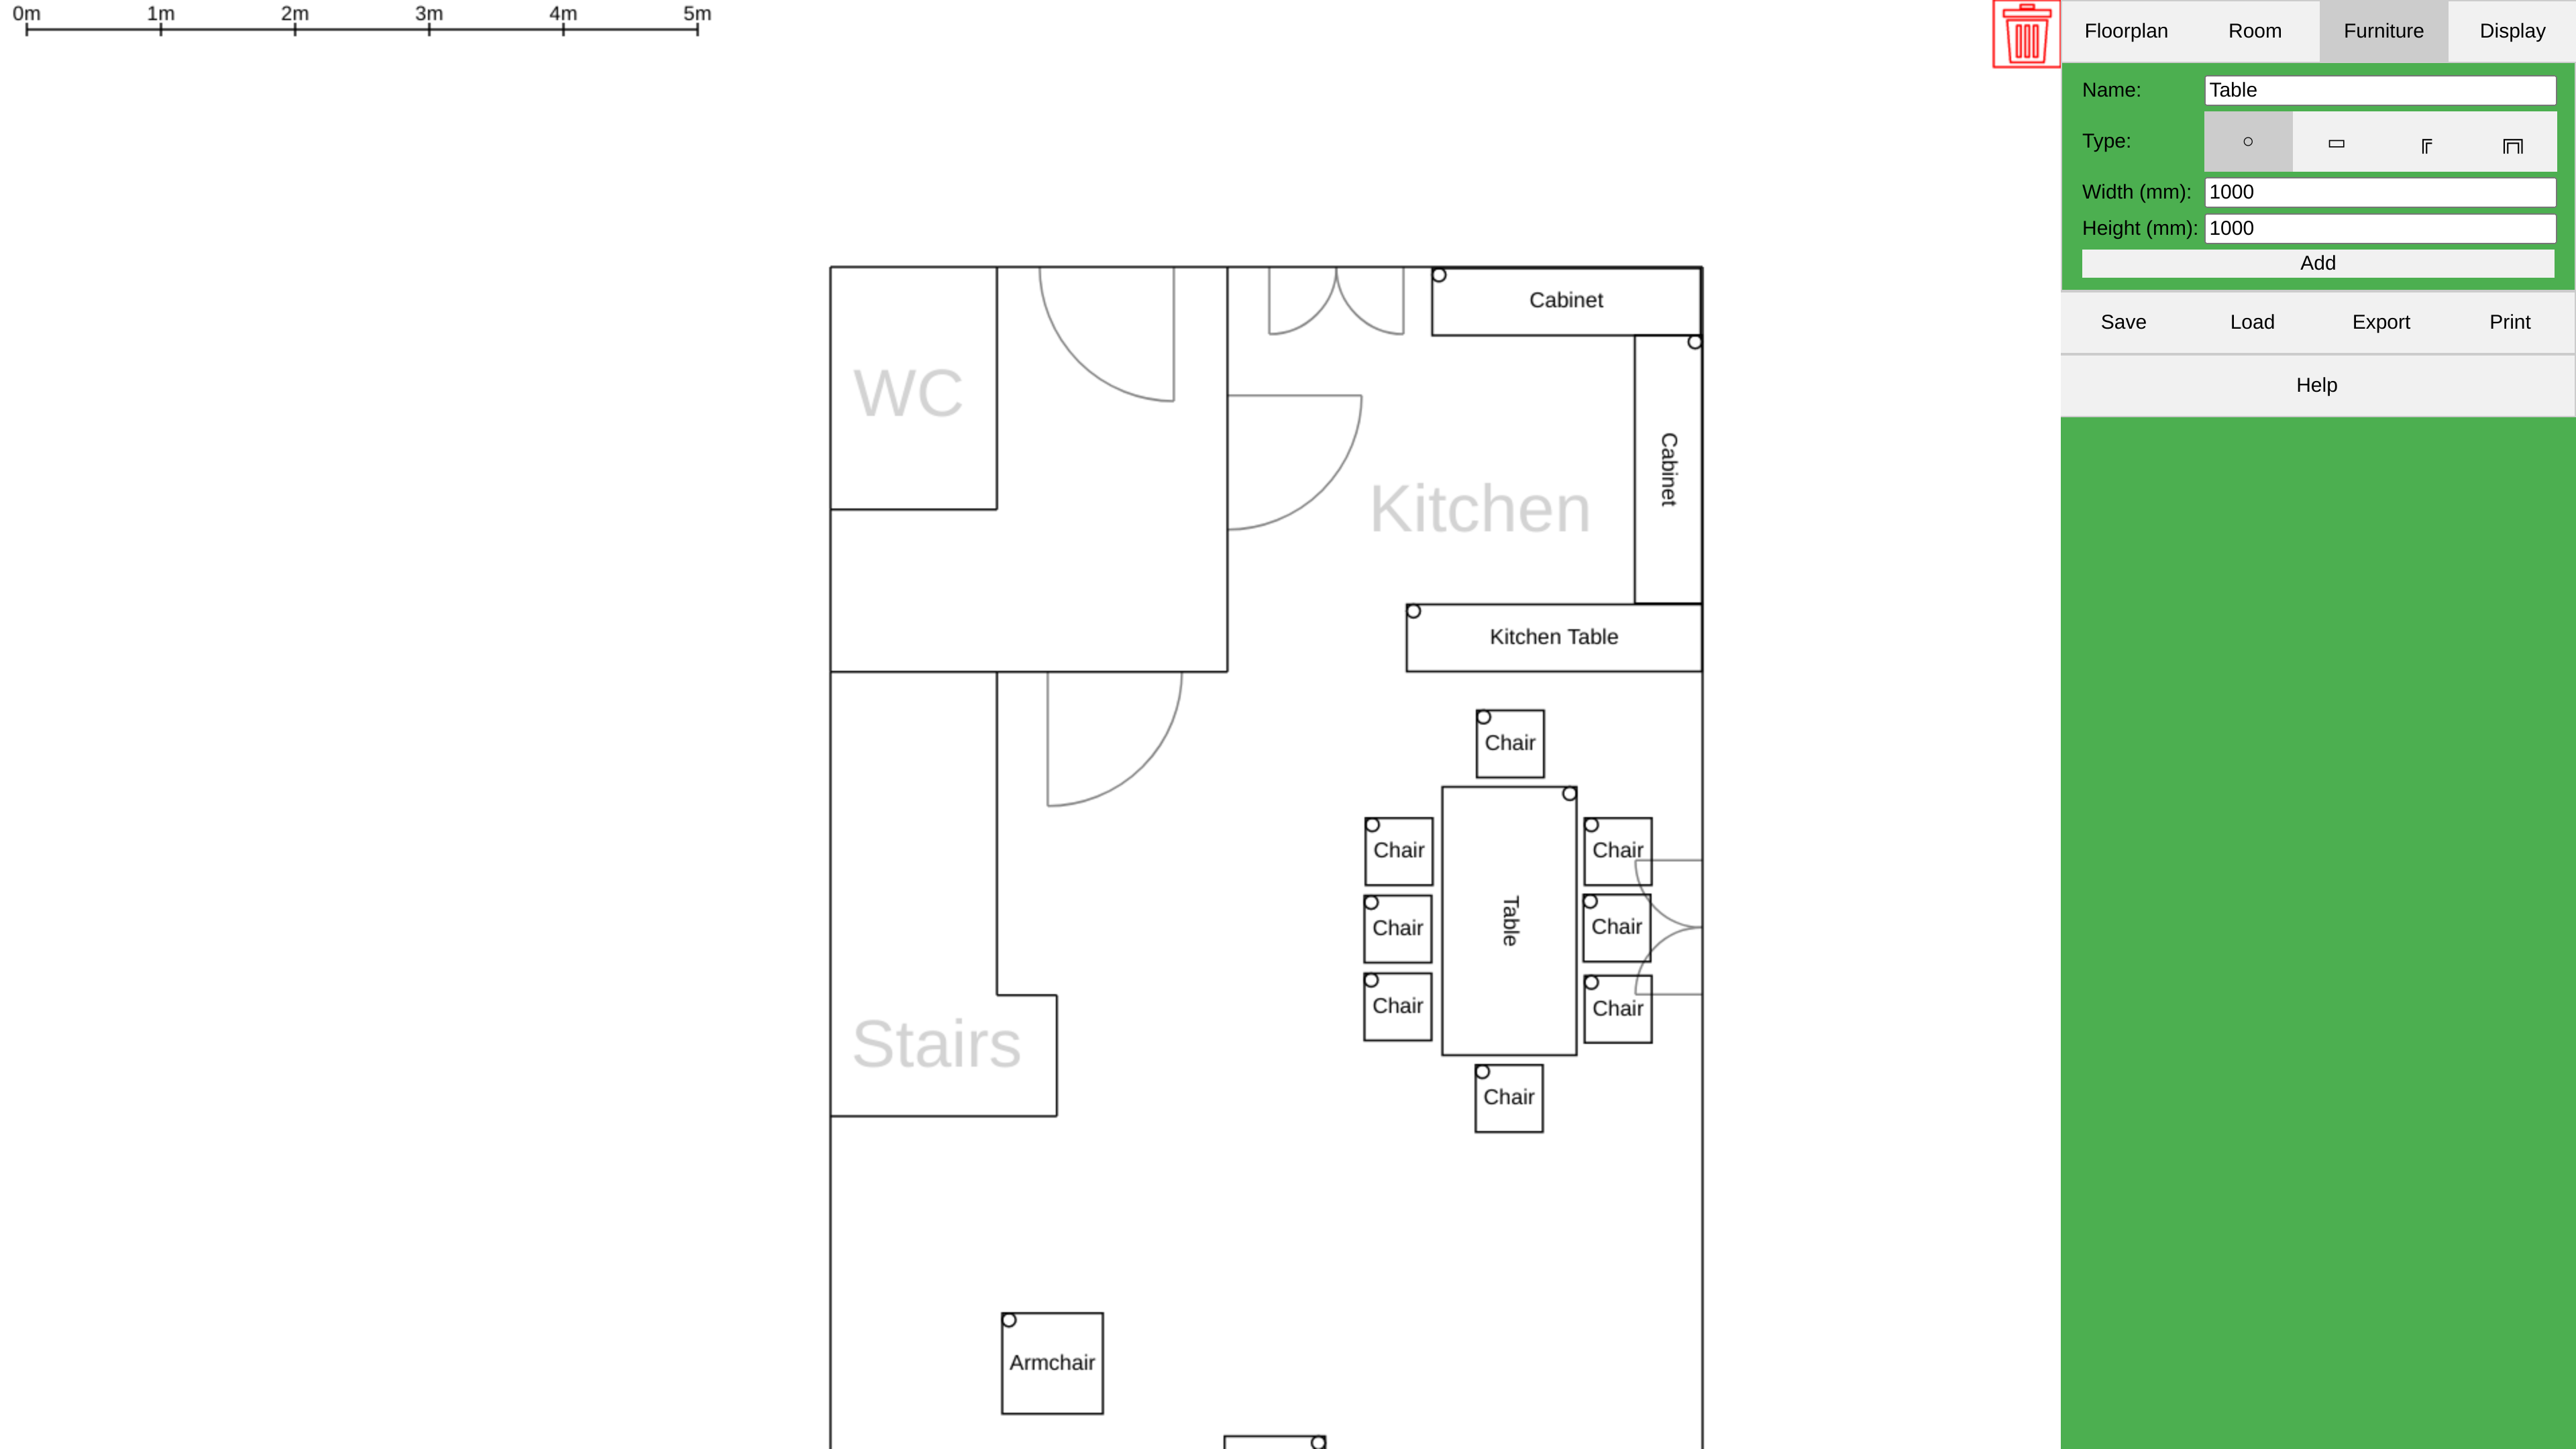 0m 1m 2m 3m 4m 5m
Floorplan Room Furniture Display
Name: Table
Type:
Width (mm): 1000
Height (mm): 1000
Add
Save Load Export Print
Help
Cabinet
WC
Cabinet
Kitchen
Kitchen Table
Chair
Chair
Chair
Table
Chair
Chair
Chair
Chair
Stairs
Chair
Armchair